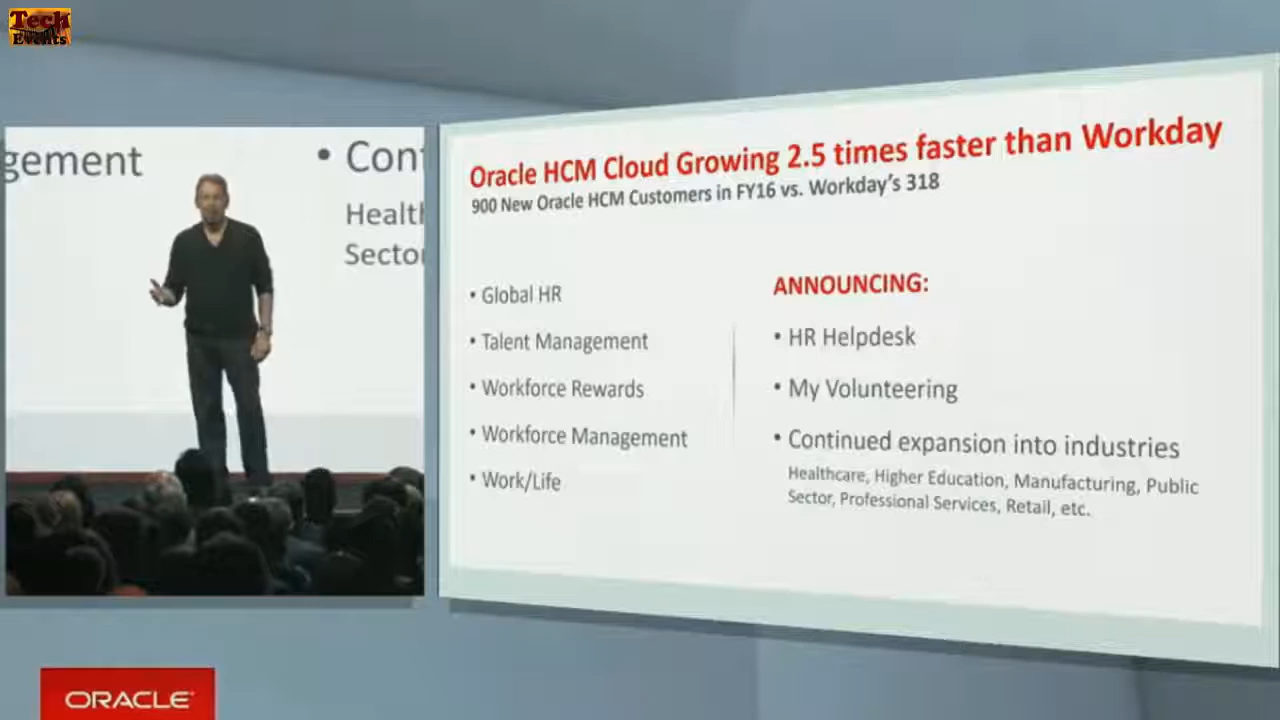 Tech
Events
gement
• Con
Healt
Secto
Oracle HCM Cloud Growing 2.5 times faster than Workday
900 New Oracle HCM Customers in FY16 vs. Workday's 318
• Global HR
• Talent Management
• Workforce Rewards
• Workforce Management
• Work/Life
ANNOUNCING:
• HR Helpdesk
• My Volunteering
• Continued expansion into industries
Healthcare, Higher Education, Manufacturing, Public
Sector, Professional Services, Retail, etc.
ORACLE